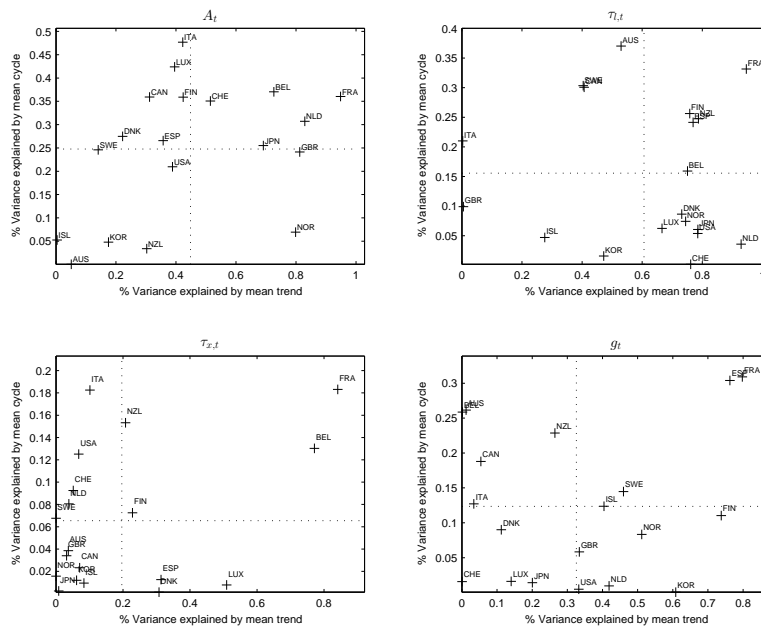 A_t
% Variance explained by mean cycle
0.5
0.45
0.4
0.35
0.3
0.25
0.2
0.15
0.1
0.05
ITA
LUX
CAN
FIN
CHE
BEL
FRA
NLD
DNK
ESP
JPN
SWE
GBR
USA
NOR
ISL
KOR
NZL
AUS
0 0.2 0.4 0.6 0.8 1
% Variance explained by mean trend
τ_{l,t}
% Variance explained by mean cycle
0.4
0.35
0.3
0.25
0.2
0.15
0.1
0.05
AUS
FRA
SWE
CAN
FIN
NZL
ESP
ITA
BEL
GBR
DNK
NOR
LUX
JPN
USA
ISL
NLD
KOR
CHE
0 0.2 0.4 0.6 0.8 1
% Variance explained by mean trend
τ_{x,t}
% Variance explained by mean cycle
0.2
0.18
0.16
0.14
0.12
0.1
0.08
0.06
0.04
0.02
ITA
FRA
NZL
USA
BEL
CHE
NLD
SWE
FIN
AUS
GBR
NOR
CAN
KOR
ISL
JPN
ESP
DNK
LUX
0 0.2 0.4 0.6 0.8
% Variance explained by mean trend
g_t
% Variance explained by mean cycle
0.3
0.25
0.2
0.15
0.1
0.05
0
ESP
FRA
AUS
BEL
NZL
CAN
SWE
ITA
ISL
FIN
DNK
NOR
GBR
CHE
LUX
JPN
USA
NLD
KOR
0 0.1 0.2 0.3 0.4 0.5 0.6 0.7 0.8
% Variance explained by mean trend